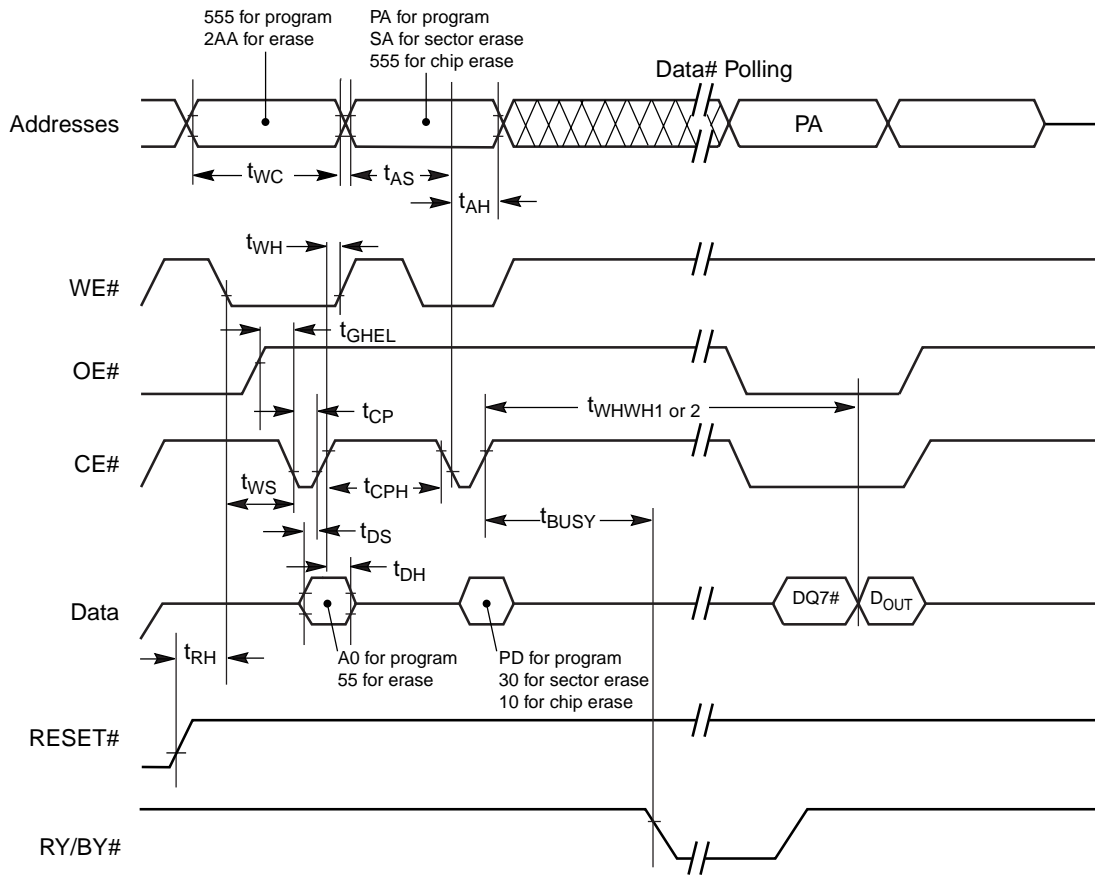 555 for program
2AA for erase
PA for program
SA for sector erase
555 for chip erase
Data# Polling
Addresses
PA
tWC
tAS
tAH
tWH
WE#
tGHEL
OE#
tWHWH1 or 2
tCP
CE#
tWS
tCPH
tBUSY
tDS
tDH
Data
DQ7#
DOUT
tRH
A0 for program
55 for erase
PD for program
30 for sector erase
10 for chip erase
RESET#
RY/BY#